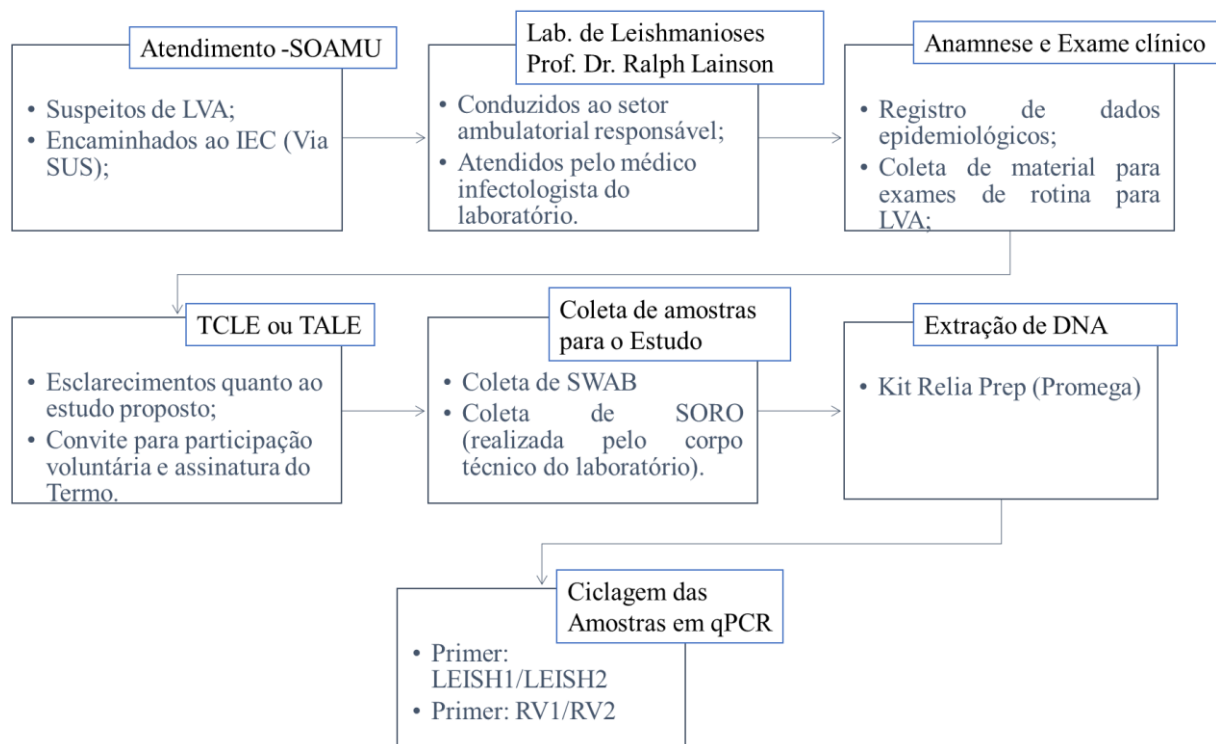 Atendimento -SOAMU
• Suspeitos de LVA;
• Encaminhados ao IEC (Via
SUS);
Lab. de Leishmanioses
Prof. Dr. Ralph Lainson
• Conduzidos ao setor
ambulatorial responsável;
• Atendidos pelo médico
infectologista do
laboratório.
Anamnese e Exame clínico
• Registro de dados
epidemiológicos;
• Coleta de material para
exames de rotina para
LVA;
TCLE ou TALE
• Esclarecimentos quanto ao
estudo proposto;
• Convite para participação
voluntária e assinatura do
Termo.
Coleta de amostras
para o Estudo
• Coleta de SWAB
• Coleta de SORO
(realizada pelo corpo
técnico do laboratório).
Extração de DNA
• Kit Relia Prep (Promega)
Ciclagem das
Amostras em qPCR
• Primer:
LEISH1/LEISH2
• Primer: RV1/RV2